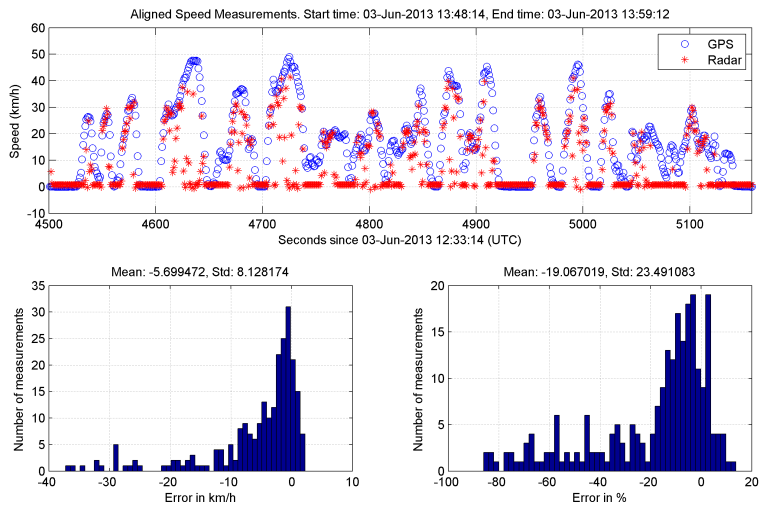 Aligned Speed Measurements. Start time: 03-Jun-2013 13:48:14, End time: 03-Jun-2013 13:59:12
60
50
40
30
20
10
0
-10
Speed (km/h)
GPS
Radar
4500 4600 4700 4800 4900 5000 5100
Seconds since 03-Jun-2013 12:33:14 (UTC)
Mean: -5.699472, Std: 8.128174
35
30
25
20
15
10
5
0
Number of measurements
-40 -30 -20 -10 0 10
Error in km/h
Mean: -19.067019, Std: 23.491083
20
15
10
5
0
Number of measurements
-100 -80 -60 -40 -20 0 20
Error in %